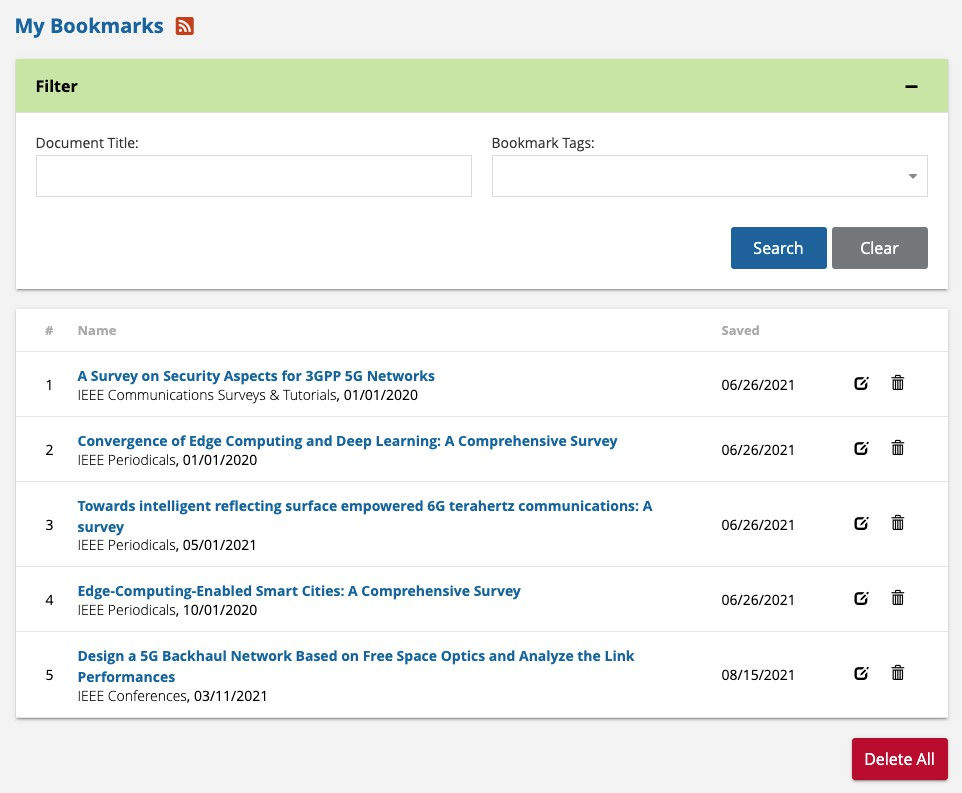 My Bookmarks
Filter
Document Title:
Bookmark Tags:
Search
Clear
# Name Saved
1 A Survey on Security Aspects for 3GPP 5G Networks
IEEE Communications Surveys & Tutorials, 01/01/2020
06/26/2021
2 Convergence of Edge Computing and Deep Learning: A Comprehensive Survey
IEEE Periodicals, 01/01/2020
06/26/2021
3 Towards intelligent reflecting surface empowered 6G terahertz communications: A
survey
IEEE Periodicals, 05/01/2021
06/26/2021
4 Edge-Computing-Enabled Smart Cities: A Comprehensive Survey
IEEE Periodicals, 10/01/2020
06/26/2021
5 Design a 5G Backhaul Network Based on Free Space Optics and Analyze the Link
Performances
IEEE Conferences, 03/11/2021
08/15/2021
Delete All